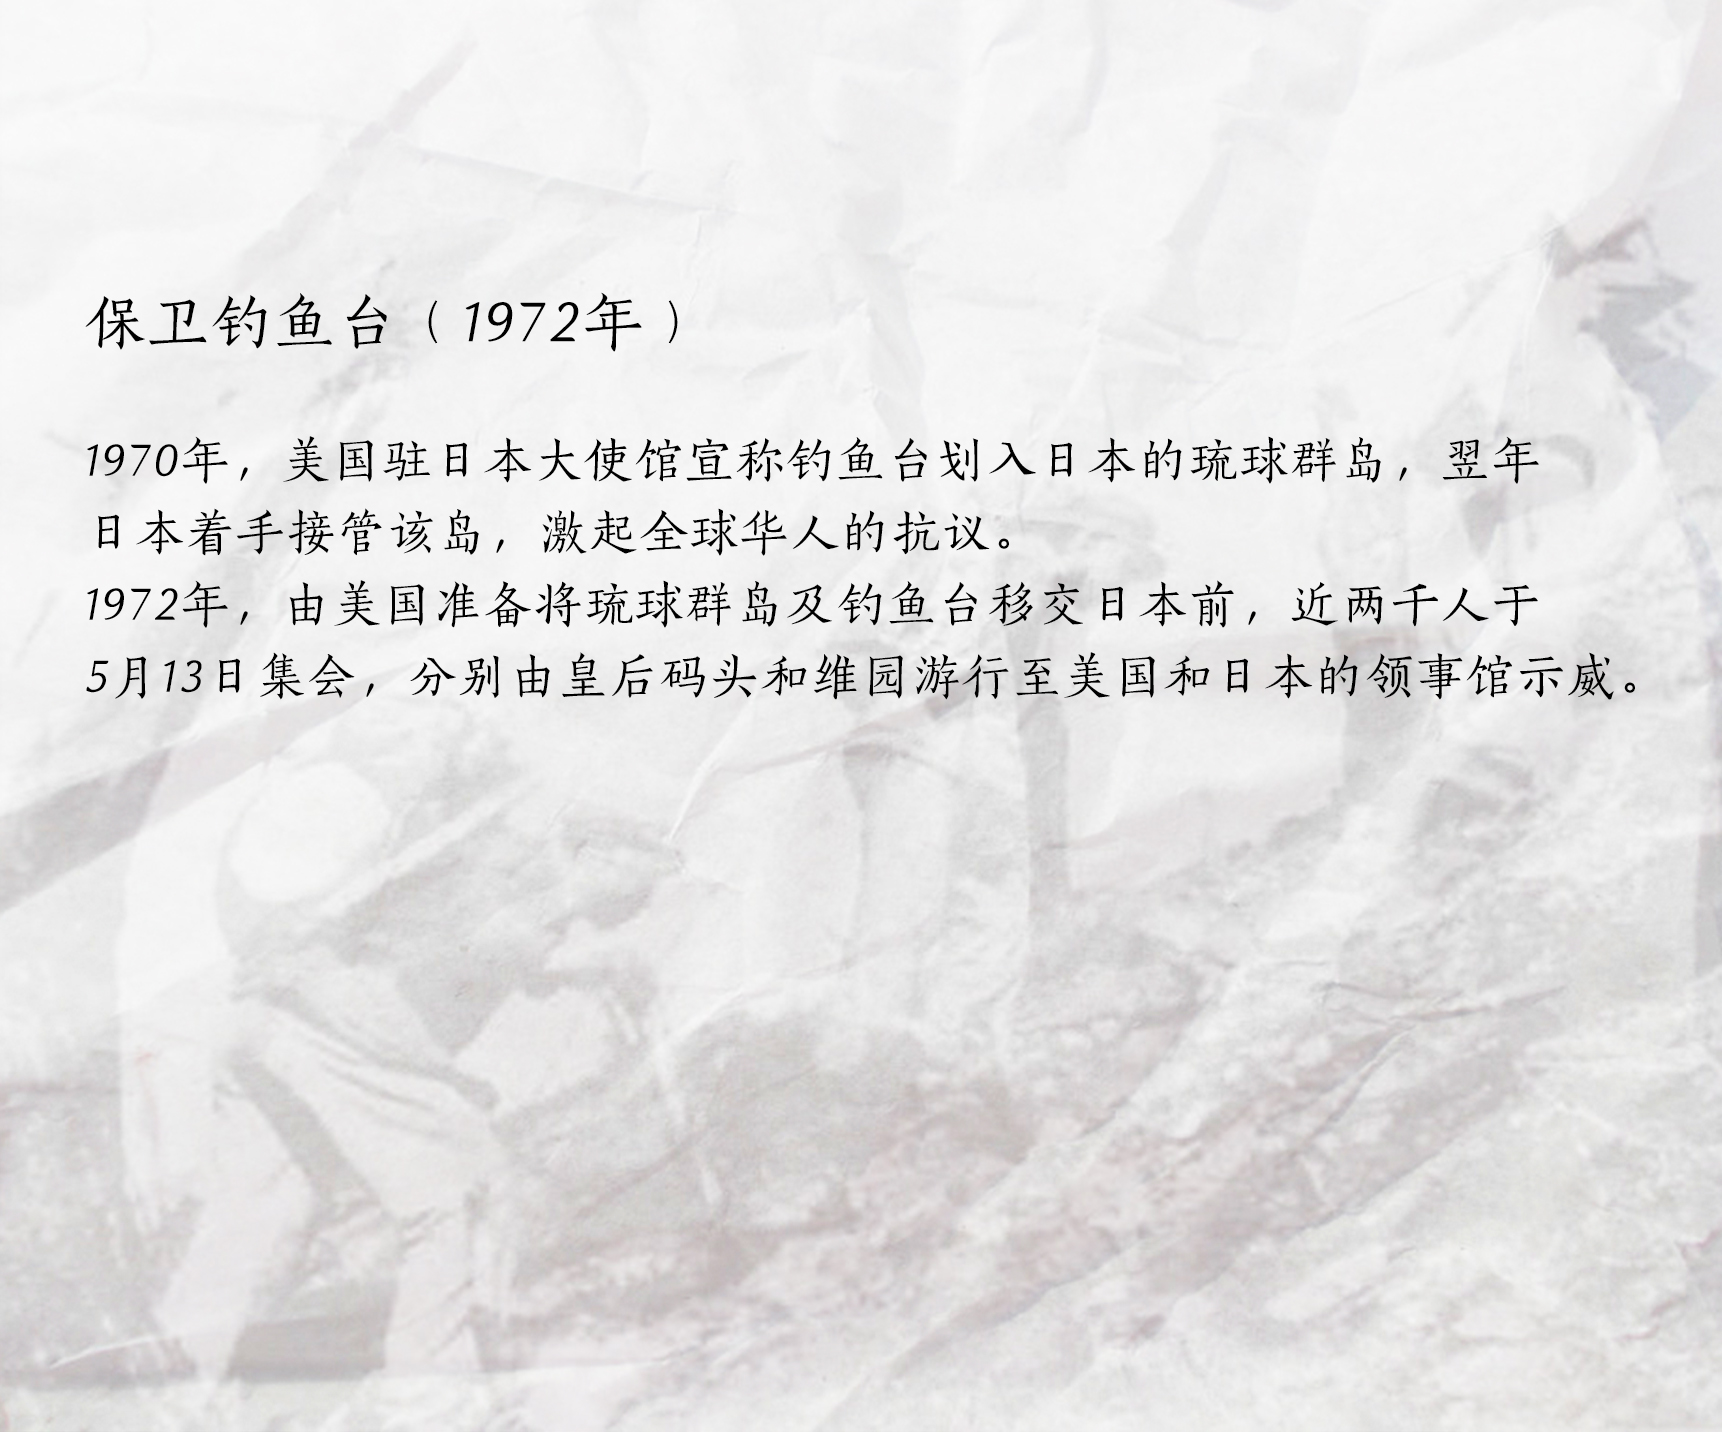 保卫钓鱼台（1972年）
1970年，美国驻日本大使馆宣称钓鱼台划入日本的琉球群岛，翌年
日本着手接管该岛，激起全球华人的抗议。
1972年，由美国准备将琉球群岛及钓鱼台移交日本前，近两千人于
5月13日集会，分别由皇后码头和维园游行至美国和日本的领事馆示威。